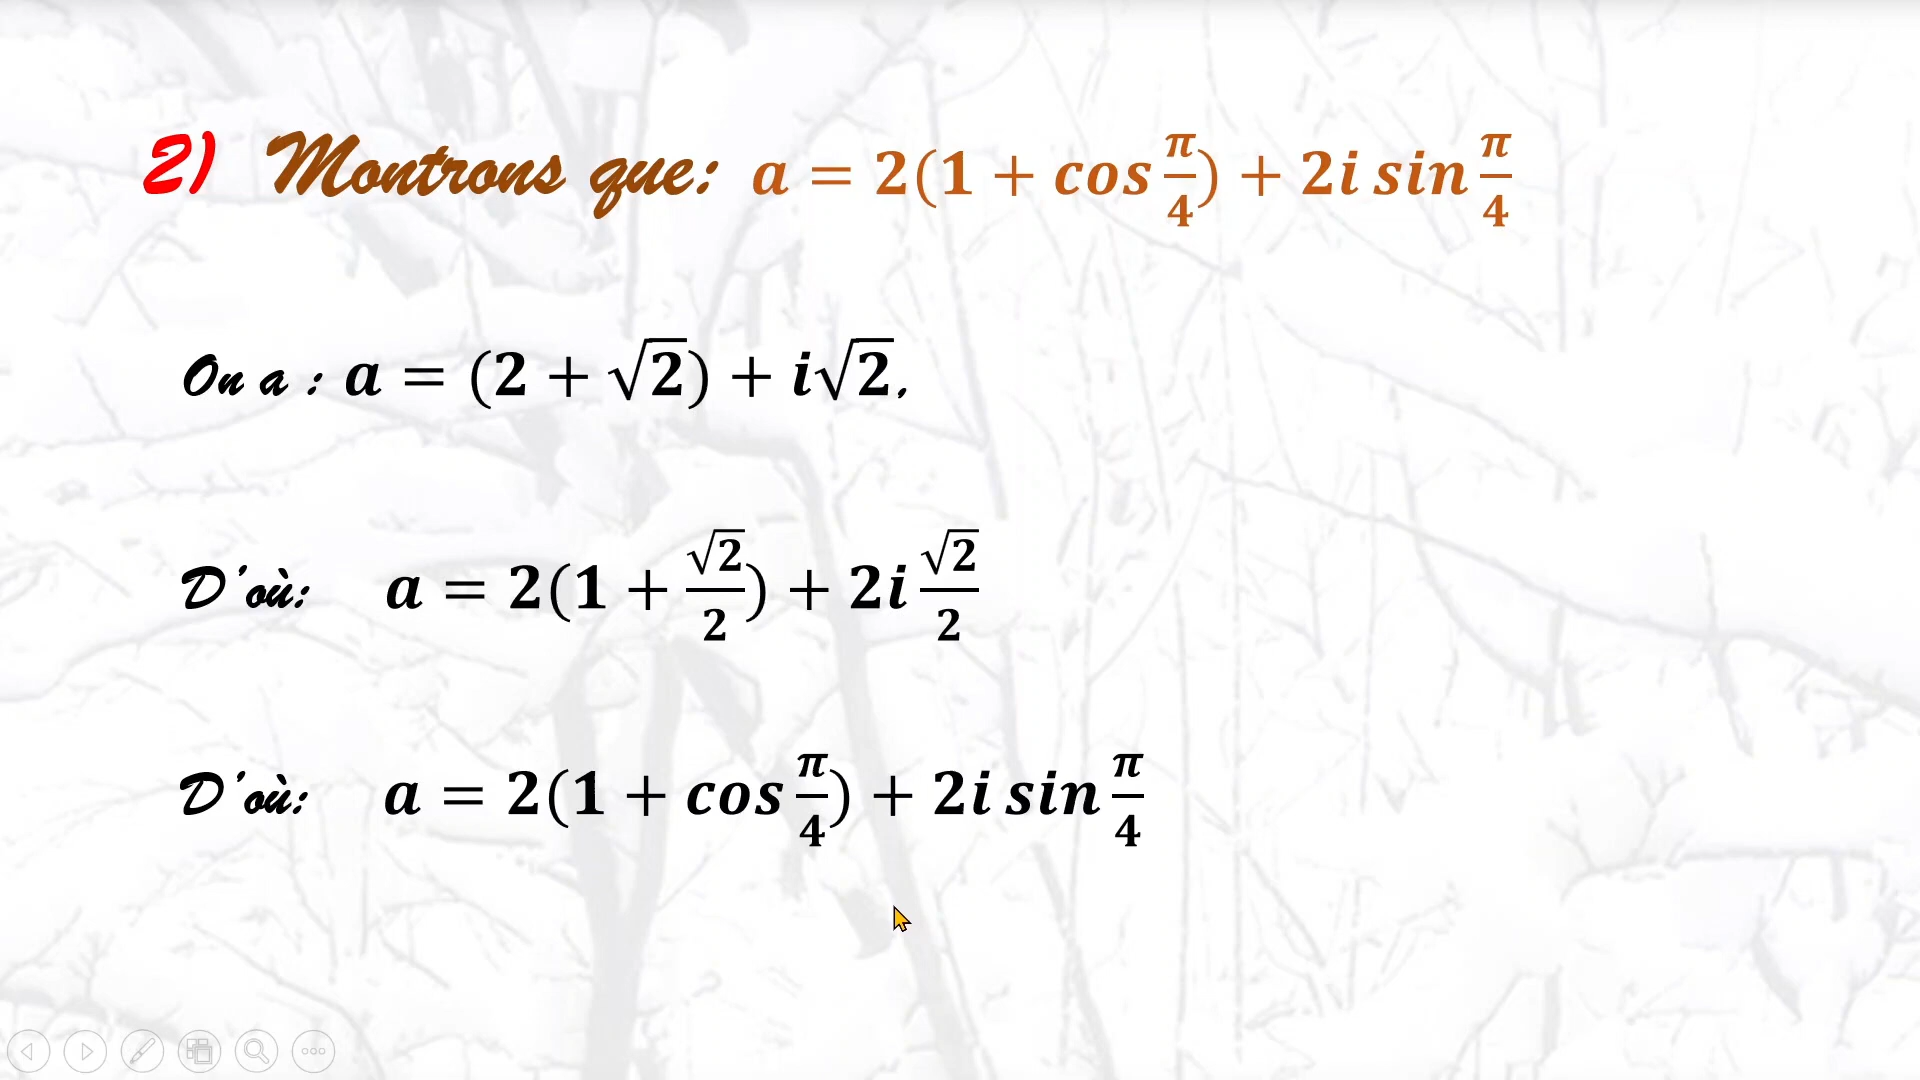 2) Montrons que: a = 2(1 + cos π/4) + 2i sin π/4
On a : a = (2 + √2) + i√2,
D'où: a = 2(1 + √2/2) + 2i √2/2
D'où: a = 2(1 + cos π/4) + 2i sin π/4